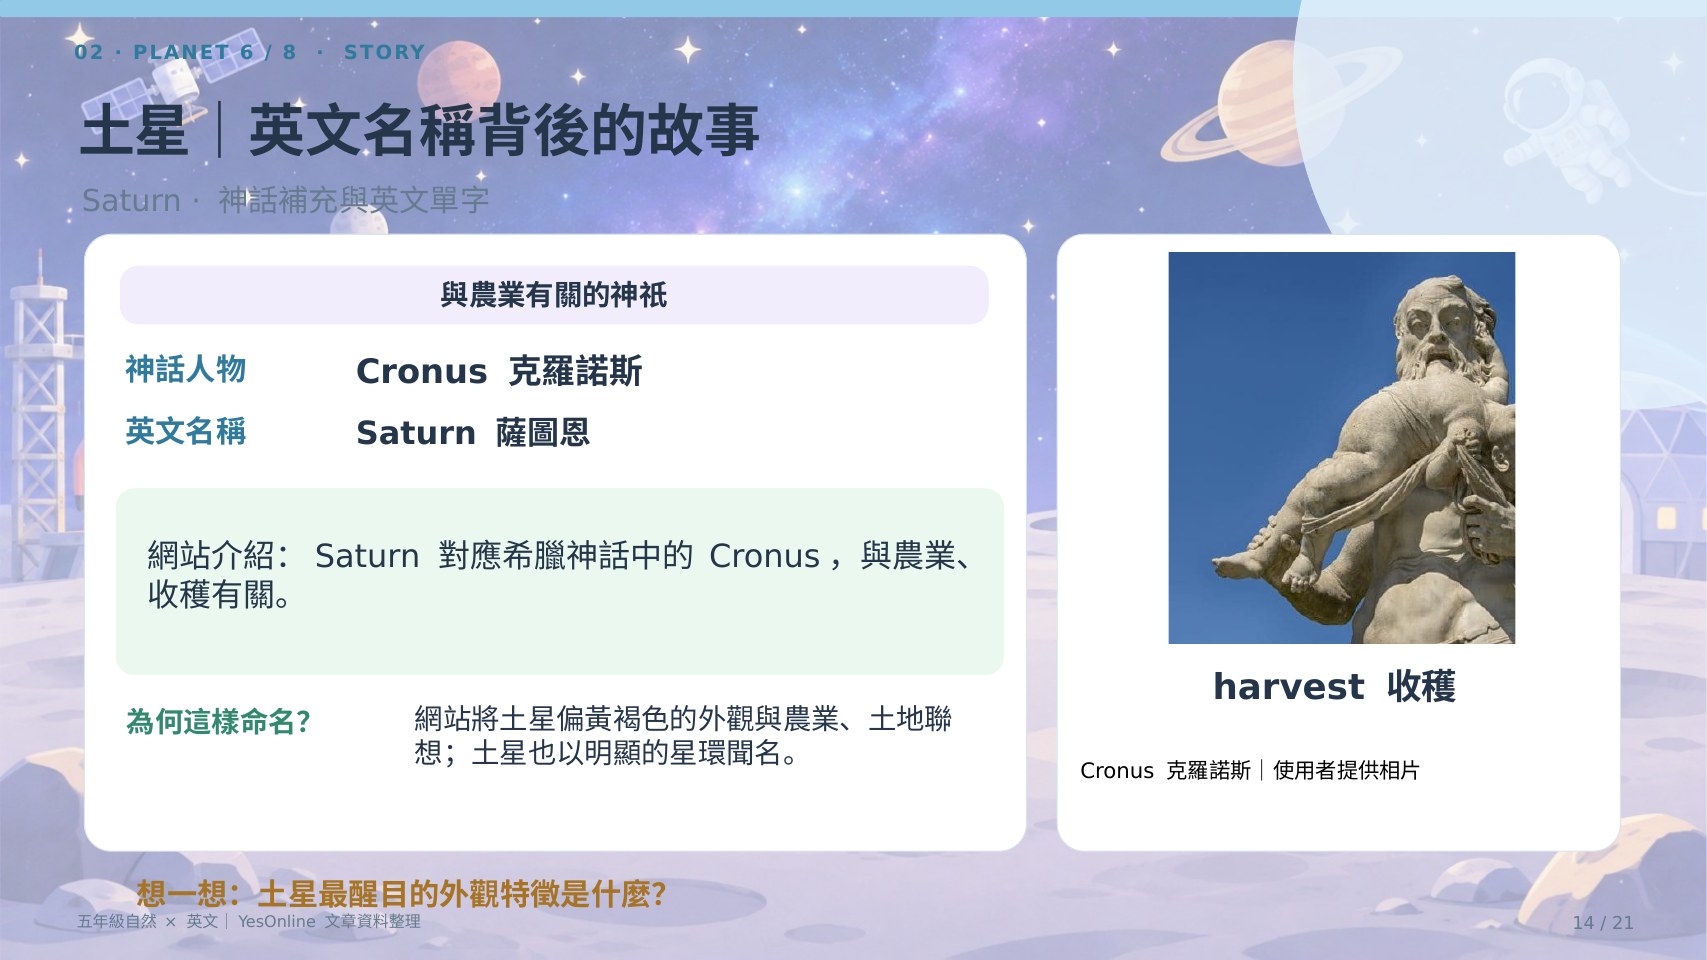 02 · PLANET 6 / 8 · STORY
土星｜英文名稱背後的故事
Saturn · 神話補充與英文單字
與農業有關的神祇
神話人物 Cronus 克羅諾斯
英文名稱 Saturn 薩圖恩
網站介紹： Saturn 對應希臘神話中的 Cronus ，與農業、
收穫有關。
為何這樣命名？ 網站將土星偏黃褐色的外觀與農業、土地聯
想；土星也以明顯的星環聞名。
harvest 收穫
Cronus 克羅諾斯｜使用者提供相片
想一想：土星最醒目的外觀特徵是什麼？
五年級自然 × 英文｜ YesOnline 文章資料整理
14 / 21